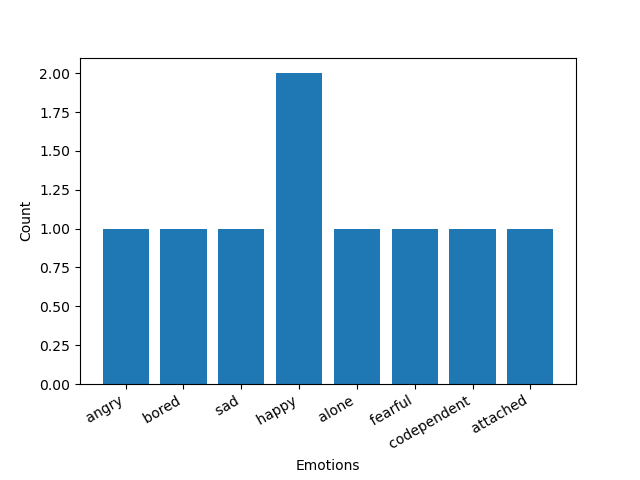 2.00
1.75
1.50
1.25
1.00
0.75
0.50
0.25
0.00
Count
angry
bored
sad
happy
alone
fearful
codependent
attached
Emotions